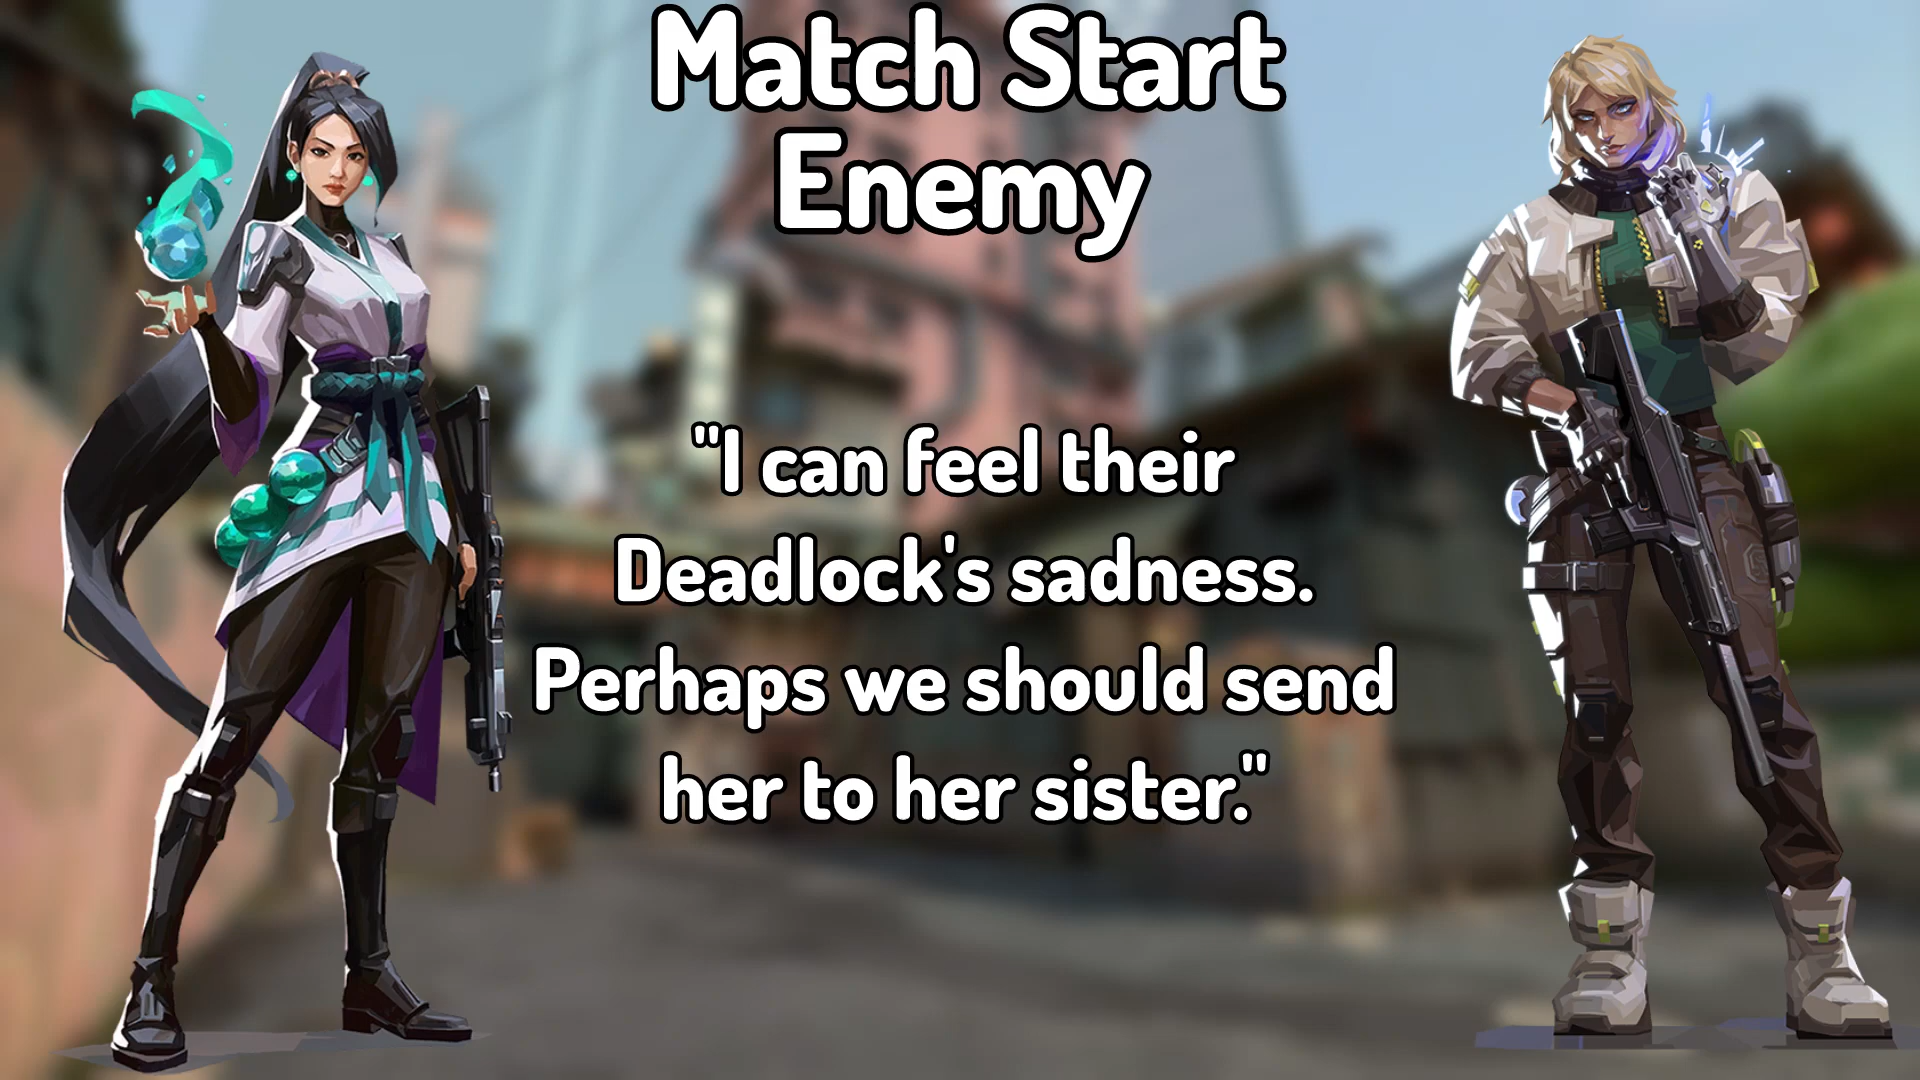 Match Start
Enemy
"I can feel their
Deadlock's sadness.
Perhaps we should send
her to her sister."